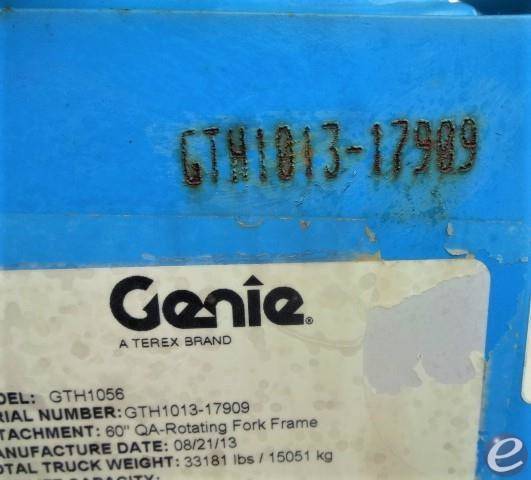 GTH1013-17909
Genie®
A TEREX BRAND
DEL: GTH1056
RIAL NUMBER: GTH1013-17909
TACHMENT: 60" QA-Rotating Fork Frame
ANUFACTURE DATE: 08/21/13
OTAL TRUCK WEIGHT: 33181 lbs / 15051 kg
e